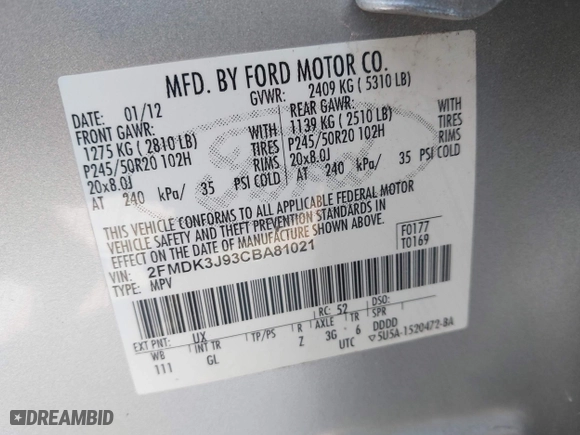 MFD. BY FORD MOTOR CO.
DATE: 01/12 GVWR: 2409 KG ( 5310 LB)
FRONT GAWR: REAR GAWR:
1275 KG ( 2810 LB) WITH 1139 KG ( 2510 LB) WITH
P245/50R20 102H TIRES P245/50R20 102H TIRES
20x8.0J RIMS 20x8.0J RIMS
AT 240 kPa/ 35 PSI COLD AT 240 kPa/ 35 PSI COLD
THIS VEHICLE CONFORMS TO ALL APPLICABLE FEDERAL MOTOR
VEHICLE SAFETY AND THEFT PREVENTION STANDARDS IN
EFFECT ON THE DATE OF MANUFACTURE SHOWN ABOVE.
VIN: 2FMDK3J93CBA81021 F0177
TYPE: MPV T0169
EXT PNT: UX RC: 52 DSO:
WB INT TR TP/PS R AXLE TR SPR
111 GL Z 3G 6 DDDD
UTC 5U5A-1520472-BA
Ford
DREAMBID